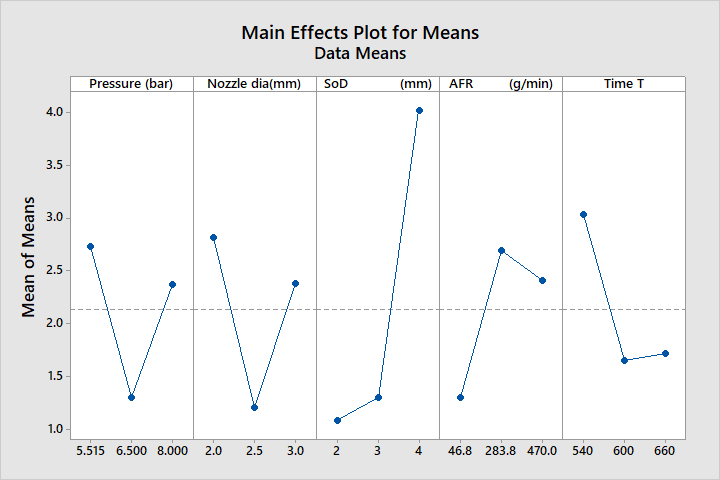 Main Effects Plot for Means
Data Means
Pressure (bar) Nozzle dia(mm) SoD (mm) AFR (g/min) Time T
4.0
3.5
3.0
2.5
2.0
1.5
1.0
Mean of Means
5.515 6.500 8.000 2.0 2.5 3.0 2 3 4 46.8 283.8 470.0 540 600 660